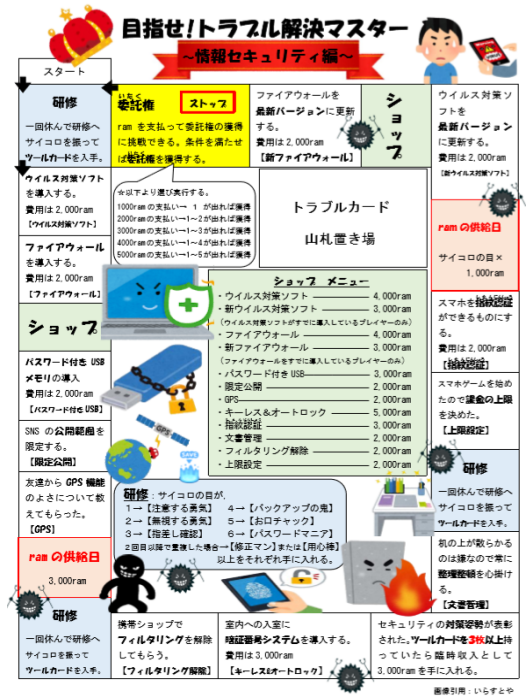 目指せ！トラブル解決マスター
～情報セキュリティ編～
スタート
研修
一回休んで研修へ
サイコロを振って
ツールカードを入手。
いたく
委託権
ストップ
ram を支払って委託権の獲得
に挑戦できる。条件を満たせ
ば委託権を獲得する。
ファイアウォールを
最新バージョンに更新
する。
費用は 2,000ram
【新ファイアウォール】
ショップ
ウイルス対策ソフ
トを
最新バージョン
に更新する。
費用は 2,000ram
【新ウイルス対策ソフト】
ウイルス対策ソフト
を導入する。
費用は 2,000ram
【ウイルス対策ソフト】
☆以下より選び実行する。
1000ram の支払い→ 1 が出れば獲得
2000ram の支払い→1～2 が出れば獲得
3000ram の支払い→1～3 が出れば獲得
4000ram の支払い→1～4 が出れば獲得
5000ram の支払い→1～5 が出れば獲得
トラブルカード
山札置き場
ram の供給日
サイコロの目×
1,000ram
ファイアウォール
を導入する。
費用は 2,000ram
【ファイアウォール】
ショップ
ショップ メニュー
・ウイルス対策ソフト 4,000ram
・新ウイルス対策ソフト 3,000ram
（ウイルス対策ソフトがすでに導入しているプレイヤーのみ）
・ファイアウォール 4,000ram
・新ファイアウォール 3,000ram
（ファイアウォールをすでに導入しているプレイヤーのみ）
・パスワード付き USB 3,000ram
・限定公開 2,000ram
・GPS 2,000ram
・キーレス&オートロック 5,000ram
・指紋認証 3,000ram
・文書管理 2,000ram
・フィルタリング解除 2,000ram
・上限設定 2,000ram
スマホを指紋認証
ができるものにす
る。
費用は 2,000ram
【指紋認証】
パスワード付き USB
メモリの導入
費用は 2,000ram
【パスワード付き USB】
スマホゲームを始め
たので課金の上限
を決めた。
【上限設定】
SNS の公開範囲を
限定する。
【限定公開】
GPS
SAVE
研修
一回休んで研修へ
サイコロを振って
ツールカードを入手。
友達から GPS 機能
のよさについて教
えてもらった。
【GPS】
研修：サイコロの目が、
1→【注意する勇気】 4→【バックアップの鬼】
2→【無視する勇気】 5→【お口チャック】
3→【指差し確認】 6→【パスワードマニア】
2回目以降で重複した場合→【修正マン】または【用心棒】
以上をそれぞれ手に入れる。
机の上が散らかる
のは嫌なので常に
整理整頓を心掛け
る。
【文書管理】
ram の供給日
3,000ram
研修
一回休んで研修へ
サイコロを振って
ツールカードを入手。
携帯ショップで
フィルタリングを解除
してもらう。
【フィルタリング解除】
室内への入室に
暗証番号システムを導入する。
費用は 3,000ram
【キーレス&オートロック】
セキュリティの対策姿勢が表彰
された。ツールカードを3枚以上持
っていたら臨時収入として
3,000ram を手に入れる。
画像引用：いらすとや